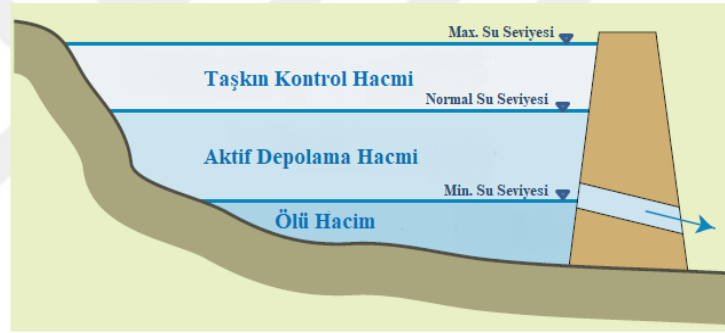 Max. Su Seviyesi
Taşkın Kontrol Hacmi
Normal Su Seviyesi
Aktif Depolama Hacmi
Min. Su Seviyesi
Ölü Hacim